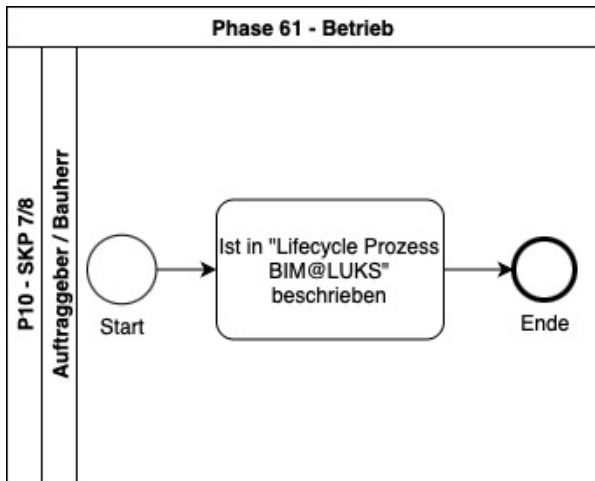 Phase 61 - Betrieb
P10 - SKP 7/8
Auftraggeber / Bauherr
Start
Ist in "Lifecycle Prozess
BIM@LUKS"
beschrieben
Ende